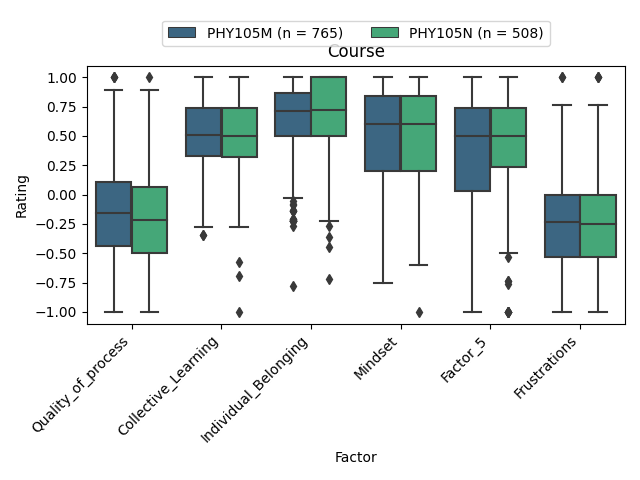 PHY105M (n = 765) PHY105N (n = 508)
Course
1.00
0.75
0.50
0.25
0.00
−0.25
−0.50
−0.75
−1.00
Rating
Quality_of_process
Collective_Learning
Individual_Belonging
Mindset
Factor_5
Frustrations
Factor